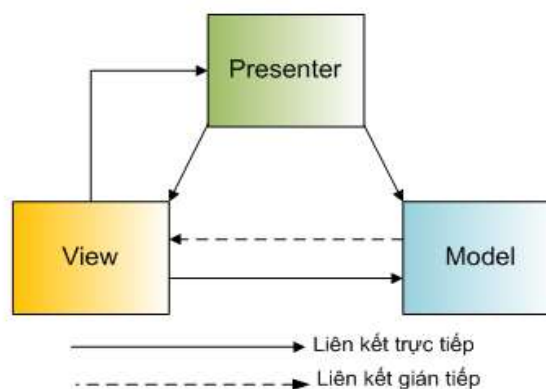 Presenter
View
Model
Liên kết trực tiếp
Liên kết gián tiếp